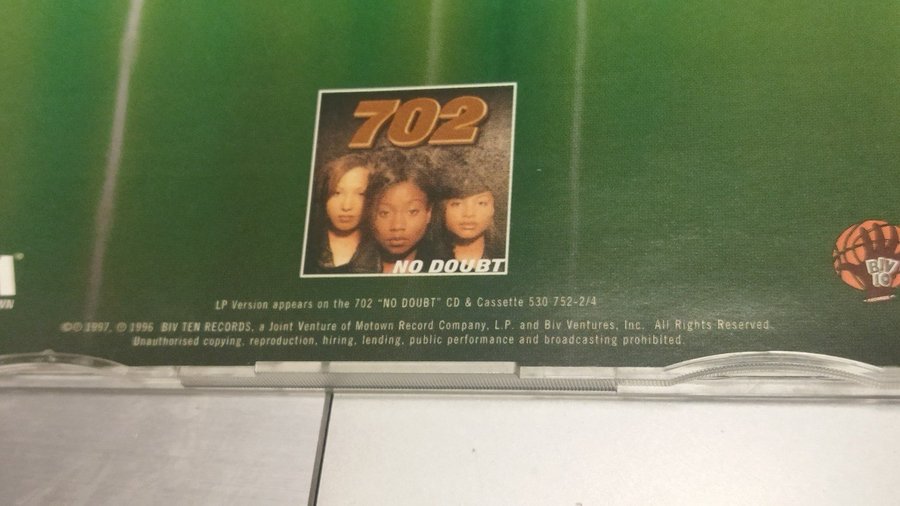 702
NO DOUBT
BIV
10
WN
LP Version appears on the 702 "NO DOUBT" CD & Cassette 530 752-2/4
©℗ 1997, ℗ 1996 BIV TEN RECORDS, a Joint Venture of Motown Record Company, L.P. and Biv Ventures, Inc. All Rights Reserved.
Unauthorised copying, reproduction, hiring, lending, public performance and broadcasting prohibited.